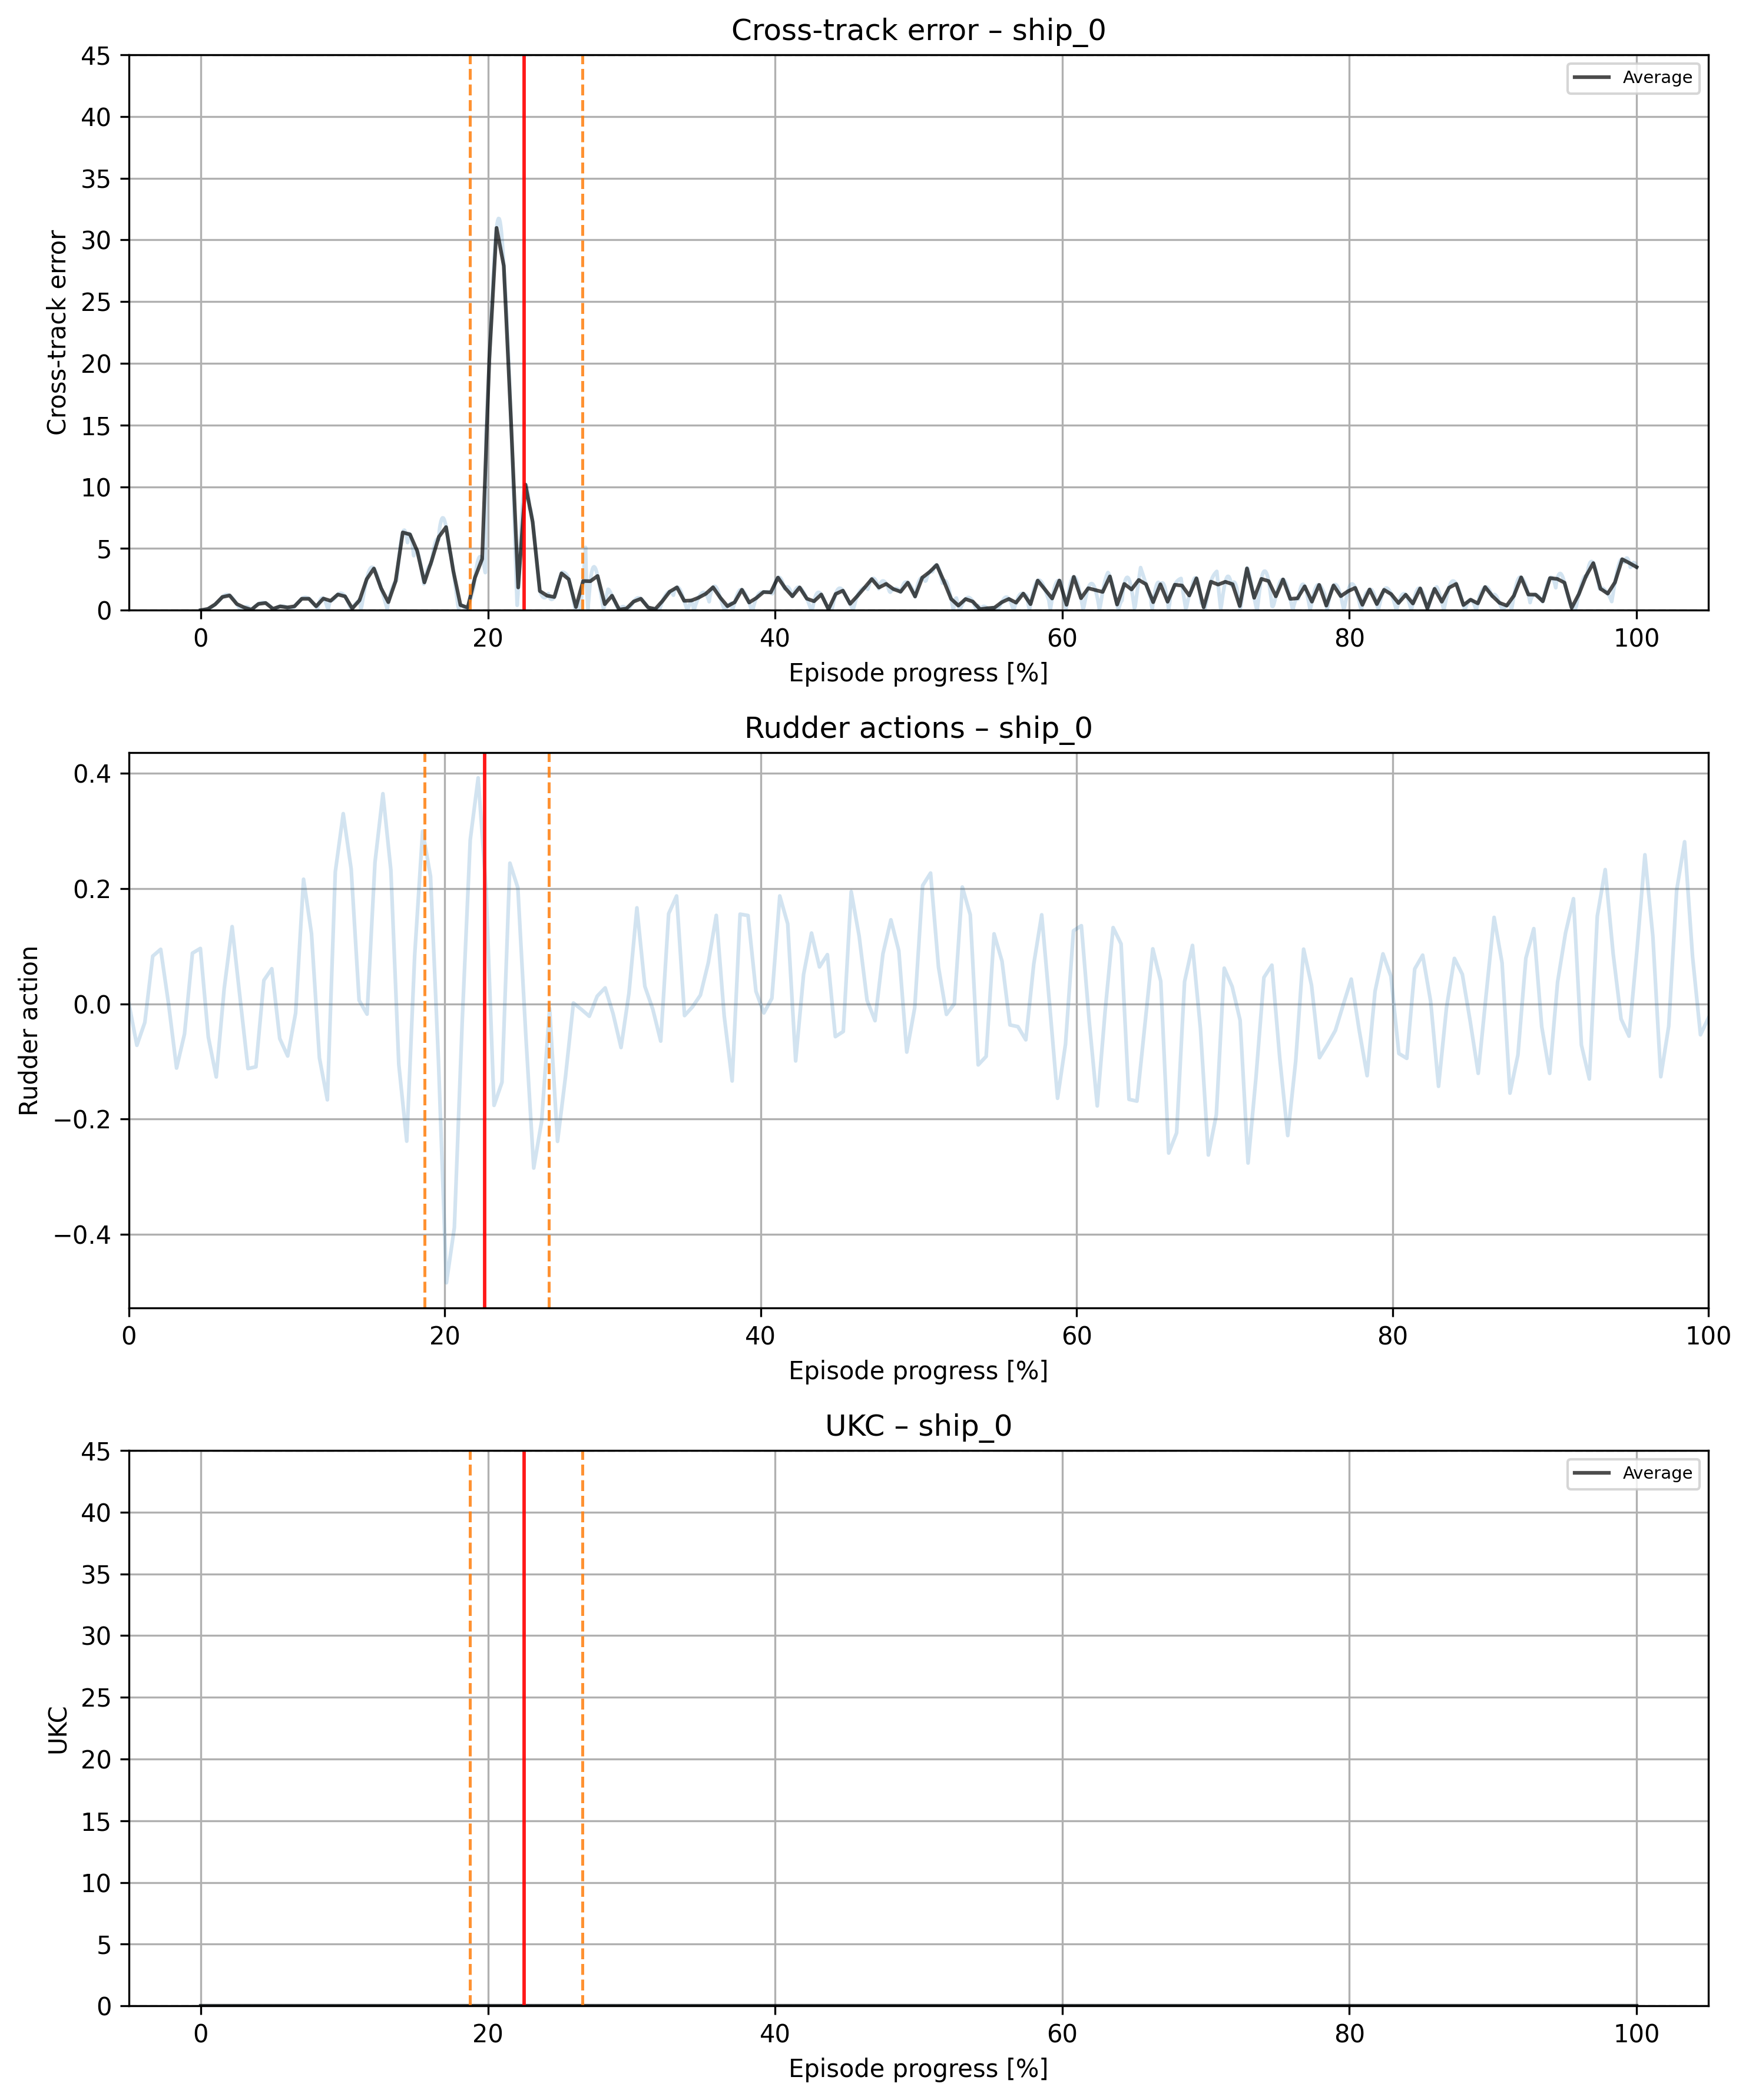 Cross-track error – ship_0
Average
Cross-track error
45
40
35
30
25
20
15
10
5
0
0 20 40 60 80 100
Episode progress [%]
Rudder actions – ship_0
Rudder action
0.4
0.2
0.0
−0.2
−0.4
0 20 40 60 80 100
Episode progress [%]
UKC – ship_0
Average
UKC
45
40
35
30
25
20
15
10
5
0
0 20 40 60 80 100
Episode progress [%]